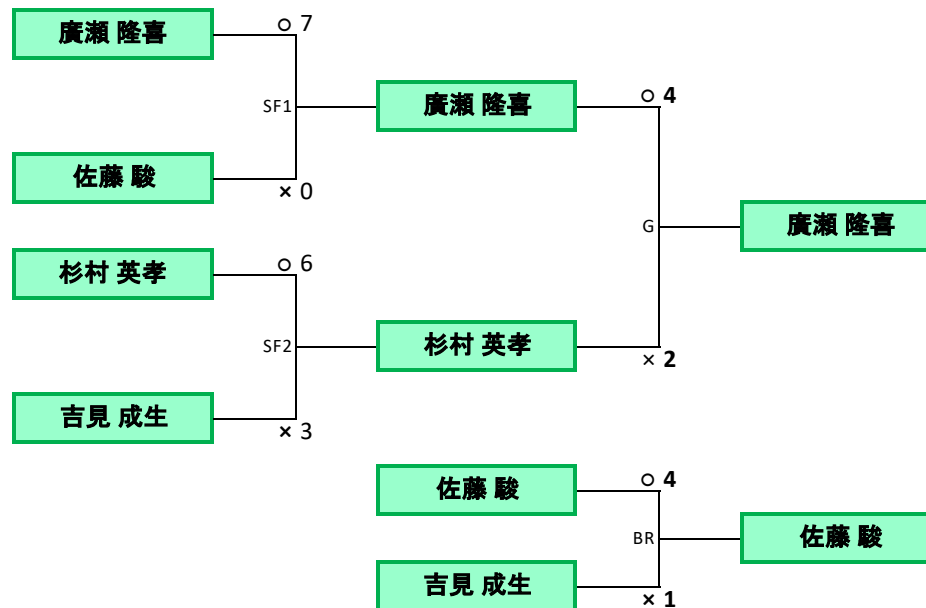 廣瀬 隆喜
○ 7
SF1
佐藤 駿
× 0
廣瀬 隆喜
○ 4
杉村 英孝
○ 6
SF2
吉見 成生
× 3
杉村 英孝
× 2
G
廣瀬 隆喜
佐藤 駿
○ 4
BR
吉見 成生
× 1
佐藤 駿